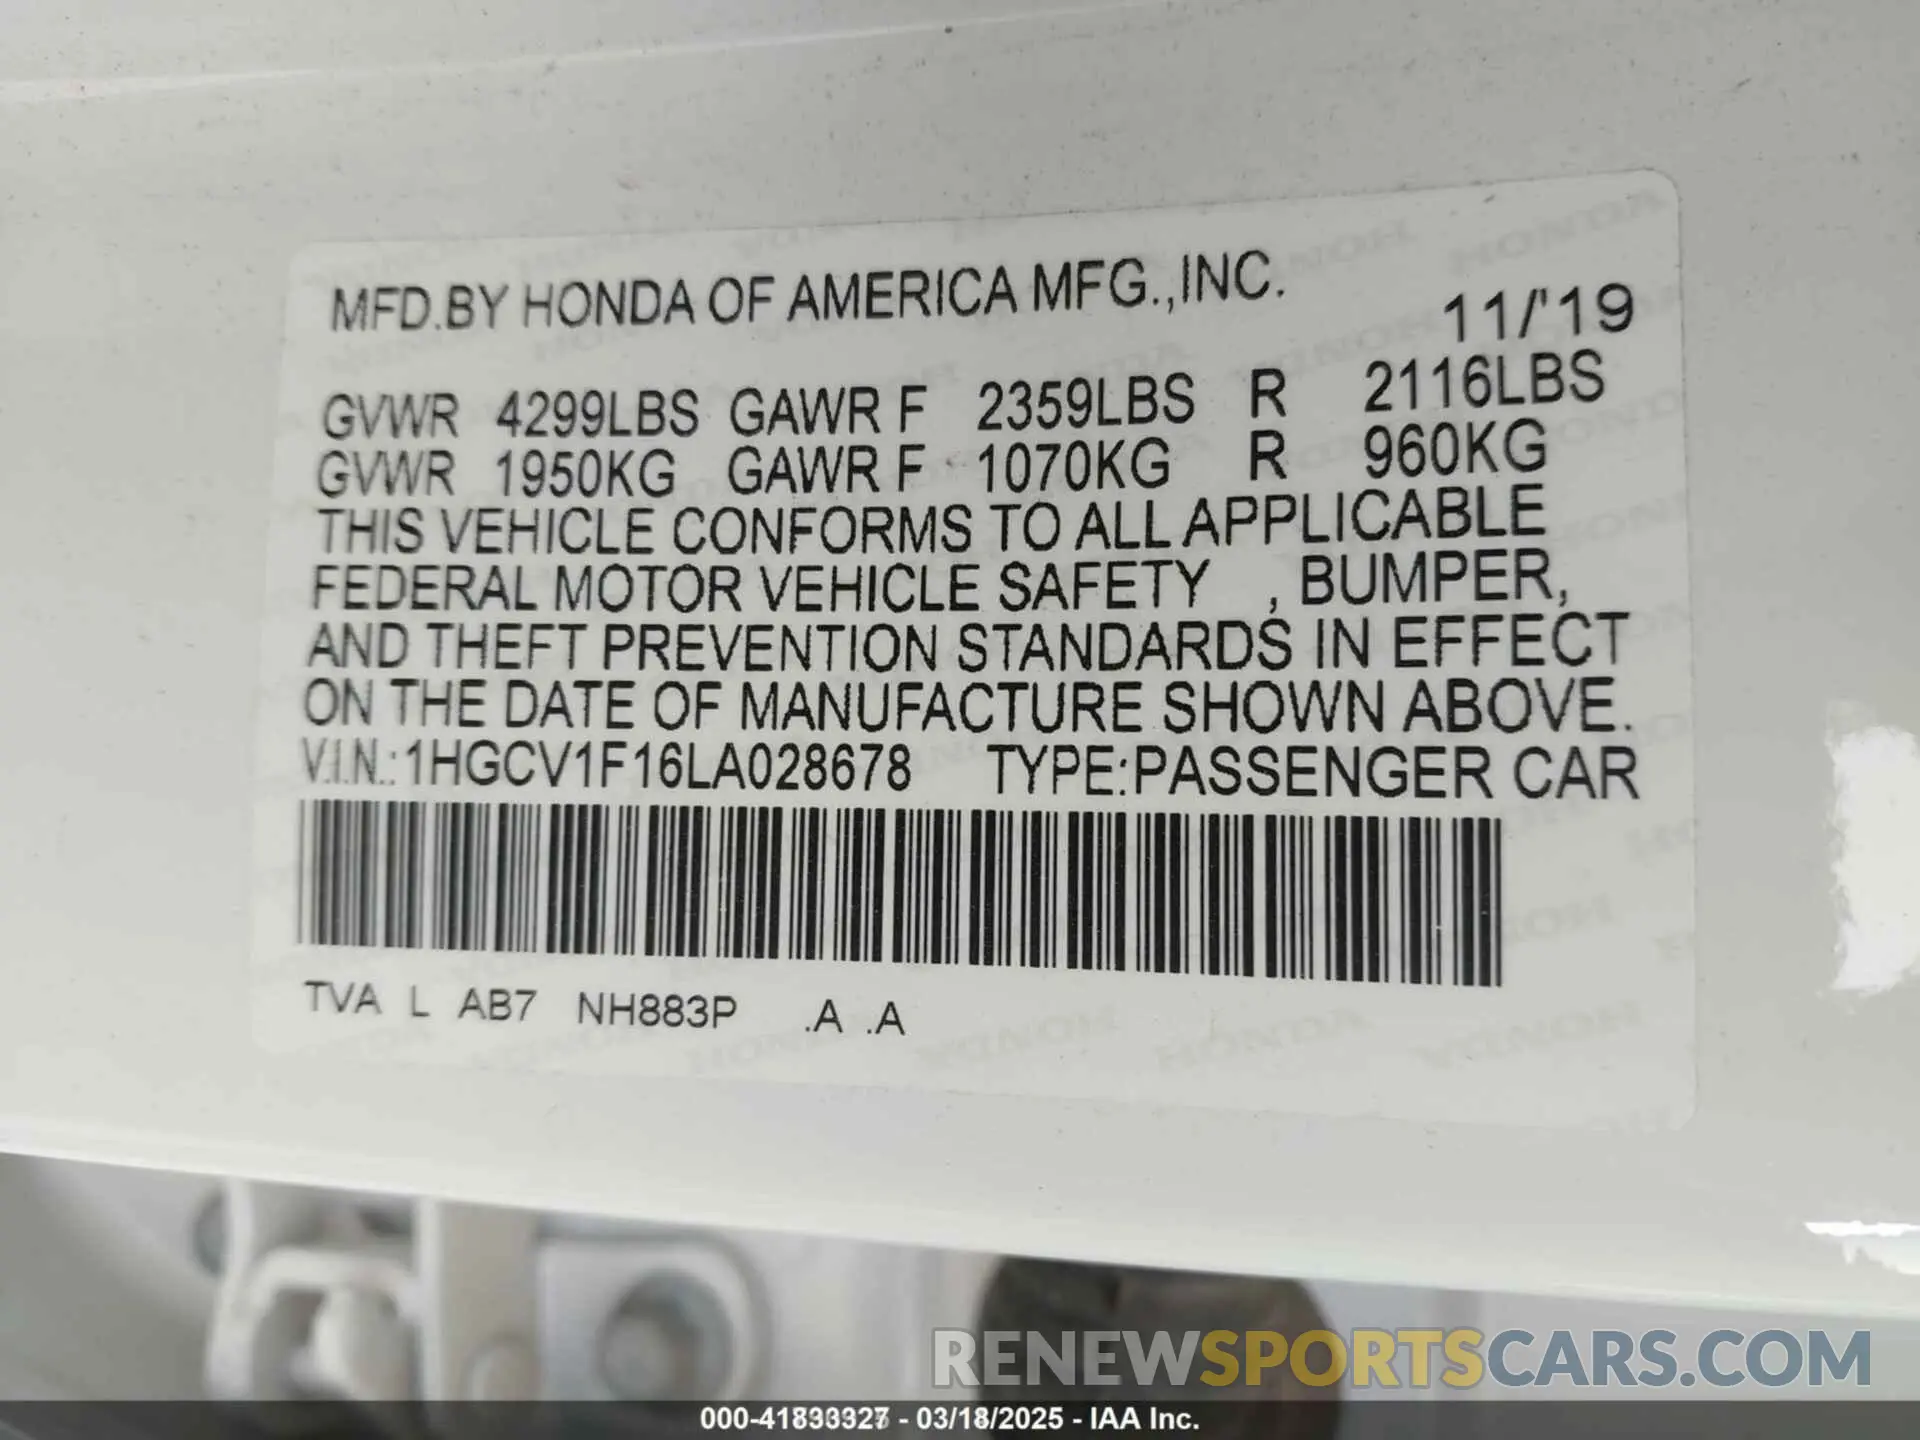 MFD.BY HONDA OF AMERICA MFG.,INC. 11/'19
GVWR 4299LBS GAWR F 2359LBS R 2116LBS
GVWR 1950KG GAWR F 1070KG R 960KG
THIS VEHICLE CONFORMS TO ALL APPLICABLE
FEDERAL MOTOR VEHICLE SAFETY , BUMPER,
AND THEFT PREVENTION STANDARDS IN EFFECT
ON THE DATE OF MANUFACTURE SHOWN ABOVE.
V.I.N.:1HGCV1F16LA028678 TYPE:PASSENGER CAR
TVA L AB7 NH883P .A .A
RENEWSPORTSCARS.COM
03/18/2025 - IAA Inc.